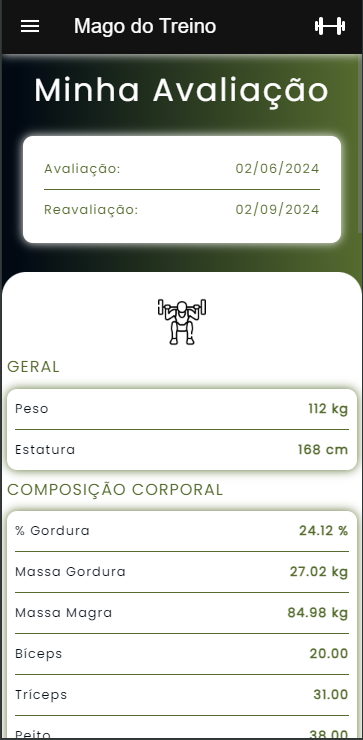 Mago do Treino
Minha Avaliação
Avaliação: 02/06/2024
Reavaliação: 02/09/2024
GERAL
Peso 112 kg
Estatura 168 cm
COMPOSIÇÃO CORPORAL
% Gordura 24.12 %
Massa Gordura 27.02 kg
Massa Magra 84.98 kg
Bíceps 20.00
Tríceps 31.00
Peito 38.00